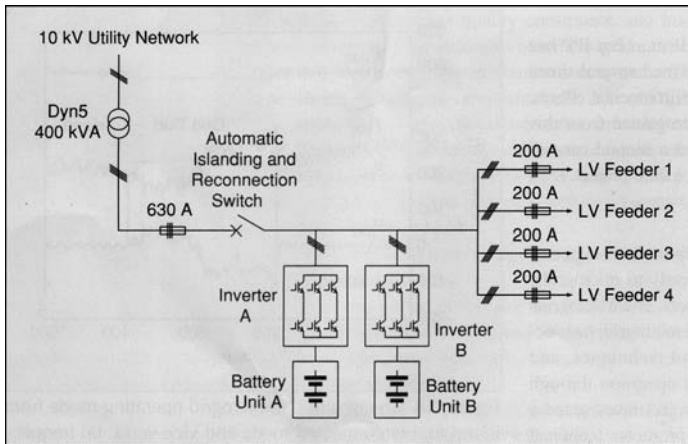 10 kV Utility Network
Dyn5
400 kVA
Automatic
Islanding and
Reconnection
Switch
630 A
200 A
LV Feeder 1
200 A
LV Feeder 2
200 A
LV Feeder 3
200 A
LV Feeder 4
Inverter
A
Inverter
B
Battery
Unit A
Battery
Unit B